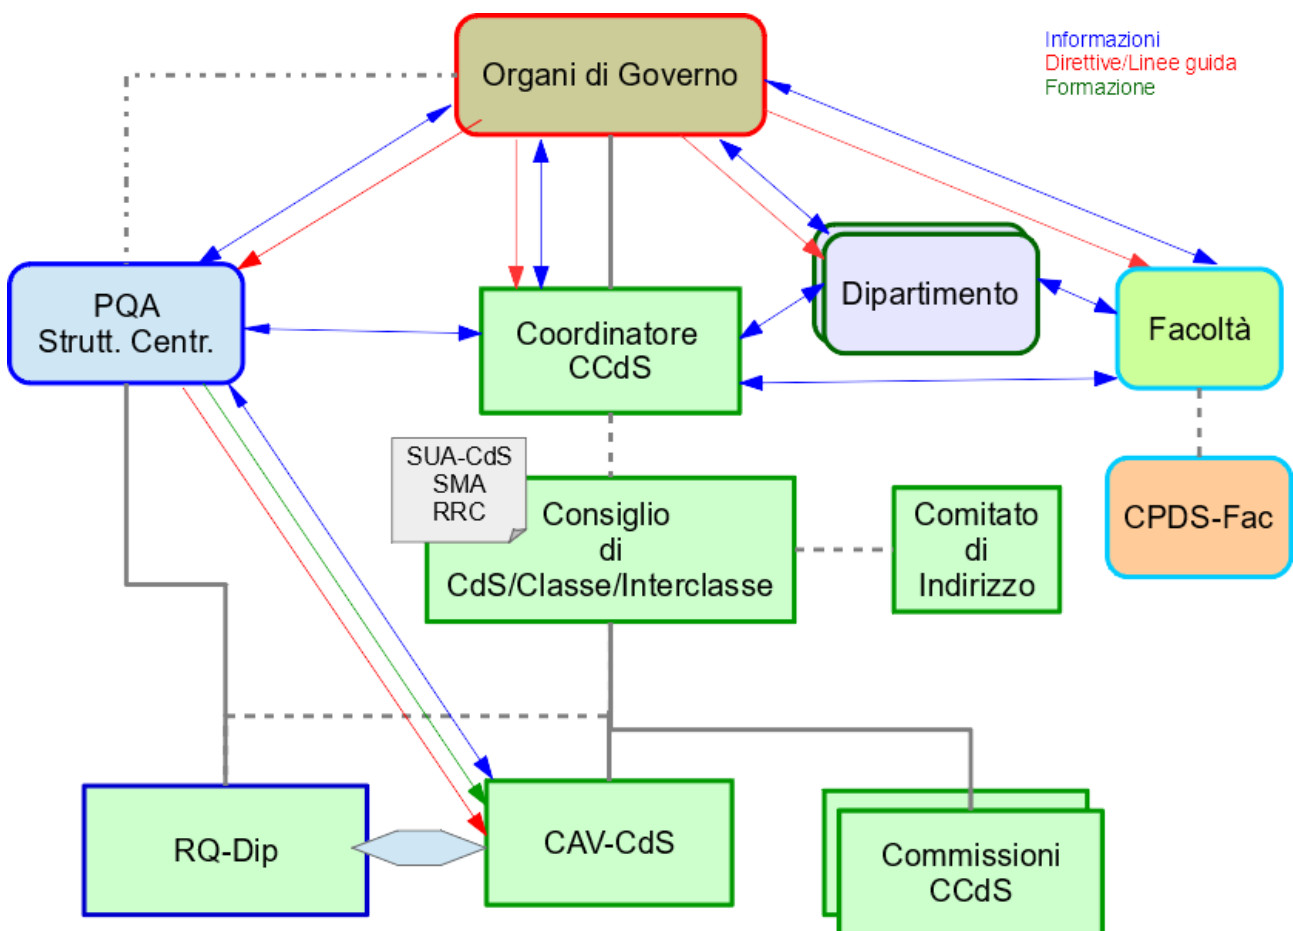 Organi di Governo
Informazioni
Direttive/Linee guida
Formazione
PQA
Strutt. Centr.
Coordinatore
CCdS
Dipartimento
Facoltà
SUA-CdS
SMA
RRC
Consiglio
di
CdS/Classe/Interclasse
Comitato
di
Indirizzo
CPDS-Fac
RQ-Dip
CAV-CdS
Commissioni
CCdS